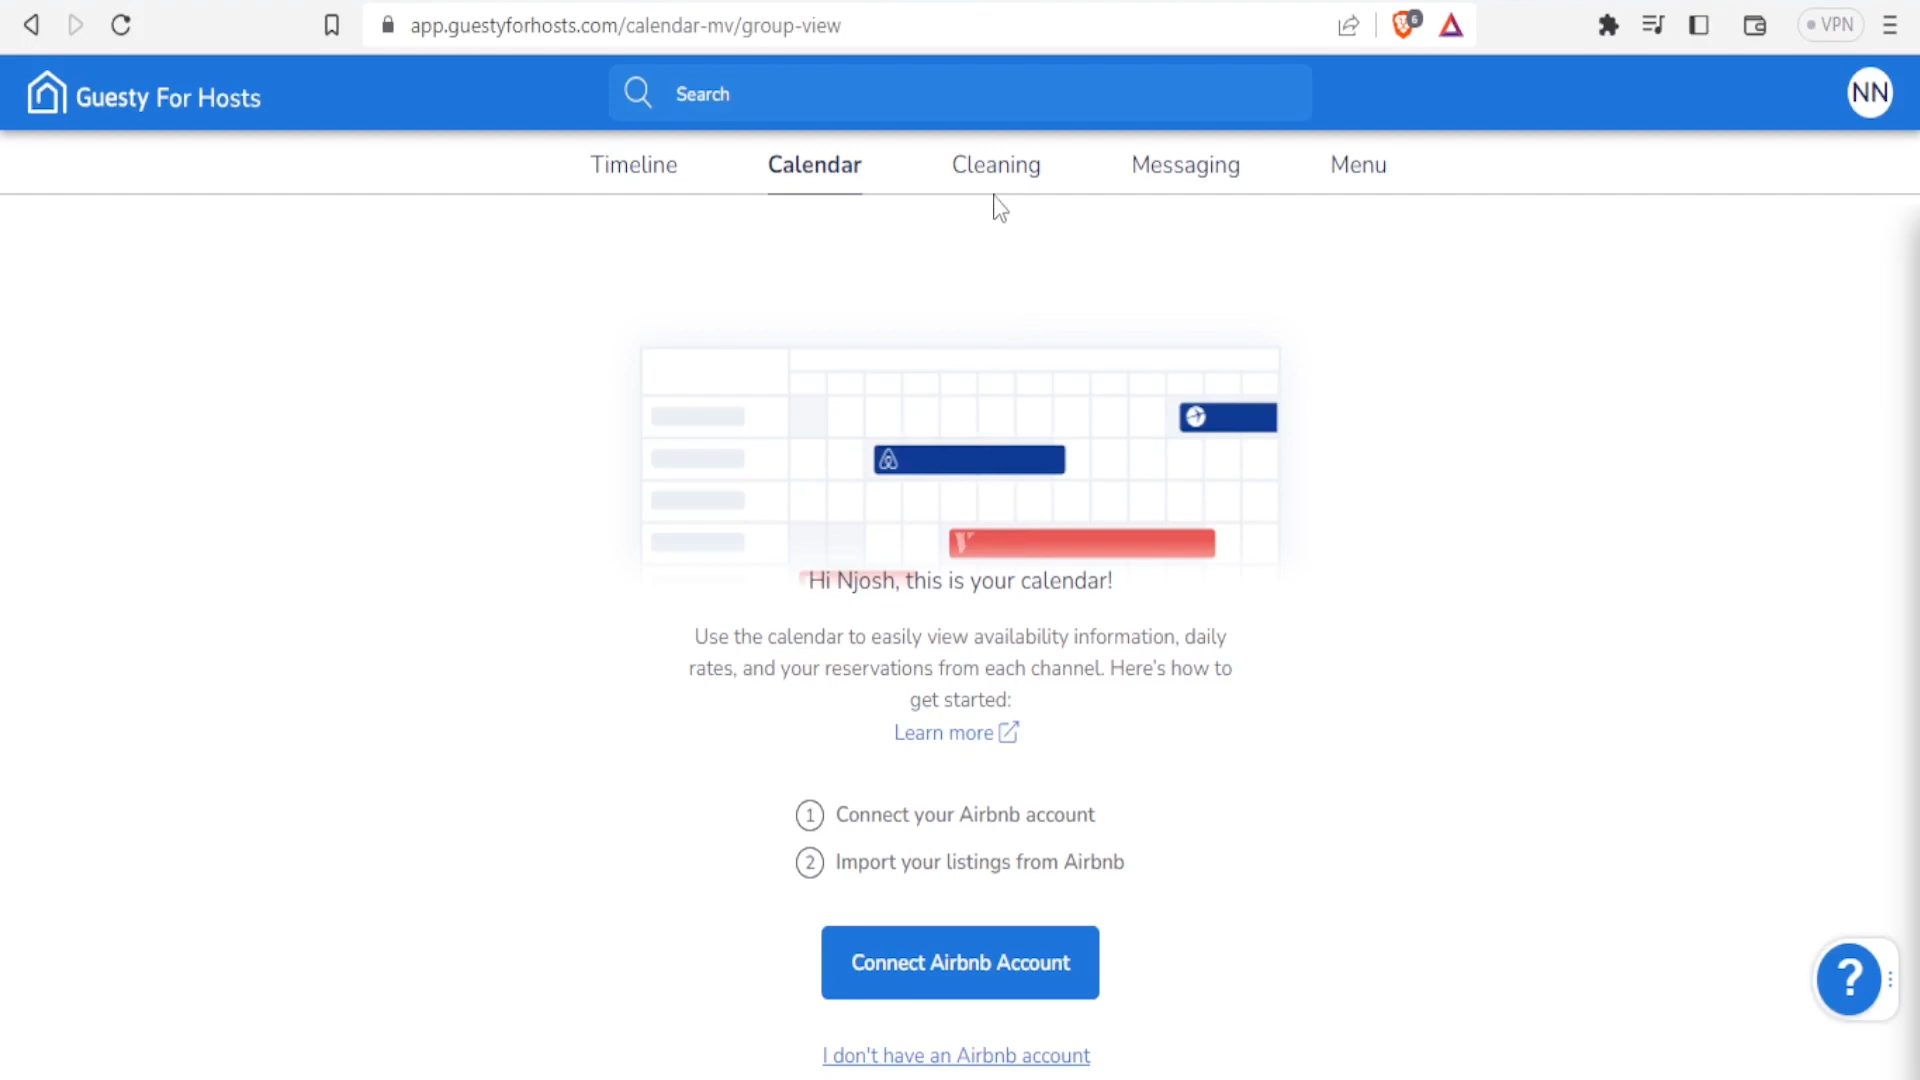 app.guestyforhosts.com/calendar-mv/group-view
6
VPN
Guesty For Hosts
Search
NN
Timeline
Calendar
Cleaning
Messaging
Menu
Hi Njosh, this is your calendar!
Use the calendar to easily view availability information, daily
rates, and your reservations from each channel. Here's how to
get started:
Learn more
1 Connect your Airbnb account
2 Import your listings from Airbnb
Connect Airbnb Account
?
I don't have an Airbnb account